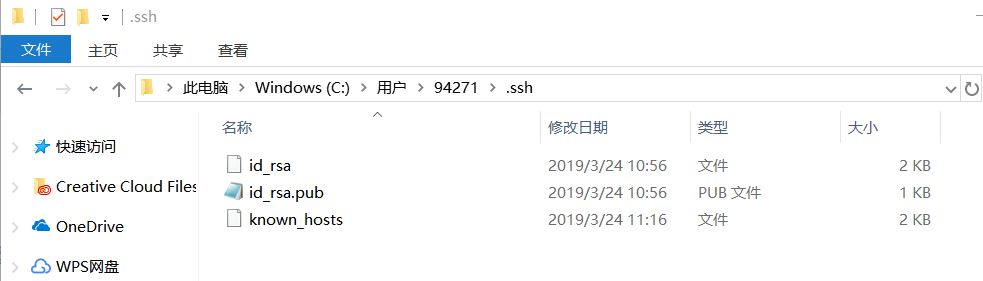 .ssh
文件 主页 共享 查看
此电脑 Windows (C:) 用户 94271 .ssh
名称 修改日期 类型 大小
快速访问
Creative Cloud Files
OneDrive
WPS网盘
id_rsa 2019/3/24 10:56 文件 2 KB
id_rsa.pub 2019/3/24 10:56 PUB 文件 1 KB
known_hosts 2019/3/24 11:16 文件 2 KB